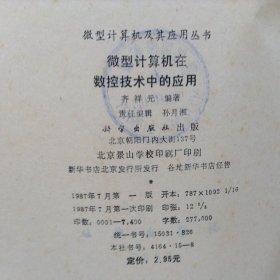 微型计算机及其应用丛书
微型计算机在
数控技术中的应用
齐祥元 编著
责任编辑 孙月湘
科学出版社出版
北京朝阳门内大街137号
北京景山学校印刷厂印刷
新华书店北京发行所发行 各地新华书店经营
1987年7月第一版 开本:787×1092 1/16
1987年7月第一次印刷 印张:12
印数:0001—7,400 字数:277,000
统一书号:15031·826
本社书号:4164·15—8
定价:2.95元